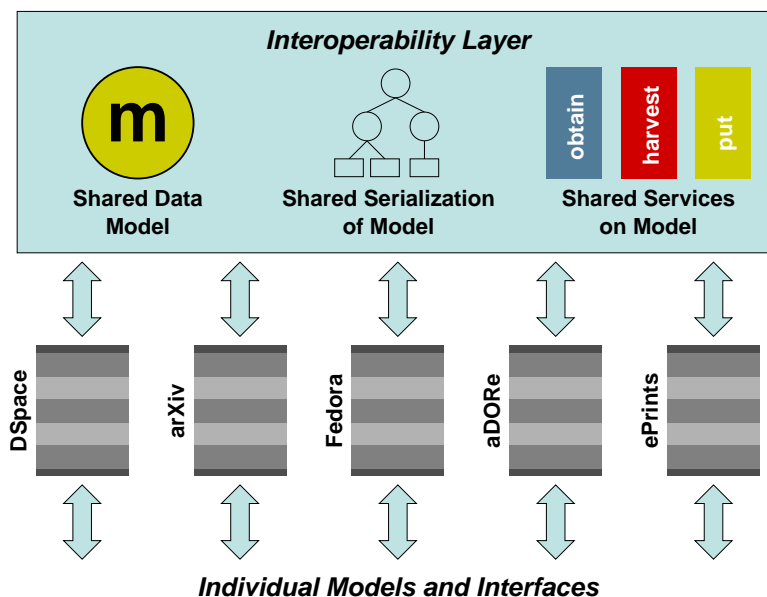 Interoperability Layer
m
obtain
harvest
put
Shared Data
Model
Shared Serialization
of Model
Shared Services
on Model
DSpace
arXiv
Fedora
aDORe
ePrints
Individual Models and Interfaces